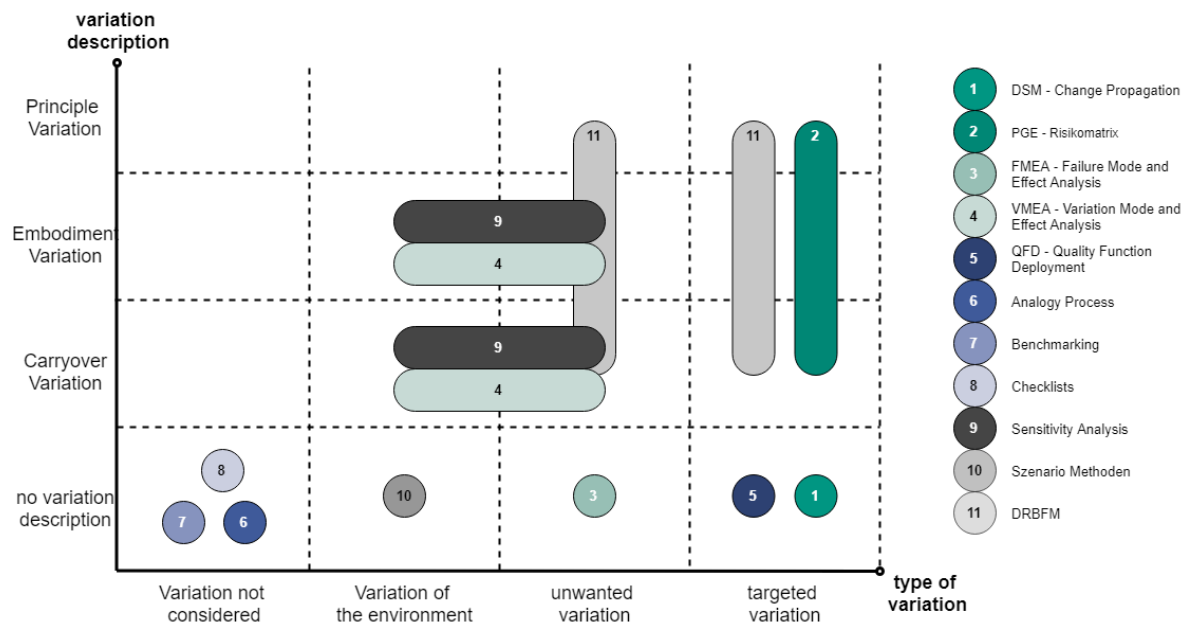 variation
description
Principle
Variation
Embodiment
Variation
Carryover
Variation
no variation
description
11
11
2
9
4
9
4
8
7
6
10
3
5
1
Variation not
considered
Variation of
the environment
unwanted
variation
targeted
variation
type of
variation
1 DSM - Change Propagation
2 PGE - Risikomatrix
3 FMEA - Failure Mode and
Effect Analysis
4 VMEA - Variation Mode and
Effect Analysis
5 QFD - Quality Function
Deployment
6 Analogy Process
7 Benchmarking
8 Checklists
9 Sensitivity Analysis
10 Szenario Methoden
11 DRBFM